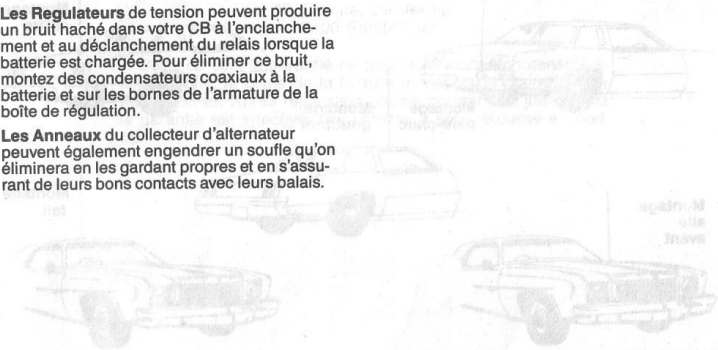 Les Regulateurs de tension peuvent produire
un bruit haché dans votre CB à l'enclanche-
ment et au déclanchement du relais lorsque la
batterie est chargée. Pour éliminer ce bruit,
montez des condensateurs coaxiaux à la
batterie et sur les bornes de l'armature de la
boîte de régulation.
Les Anneaux du collecteur d'alternateur
peuvent également engendrer un soufle qu'on
éliminera en les gardant propres et en s'assu-
rant de leurs bons contacts avec leurs balais.
Montage
aile
avant